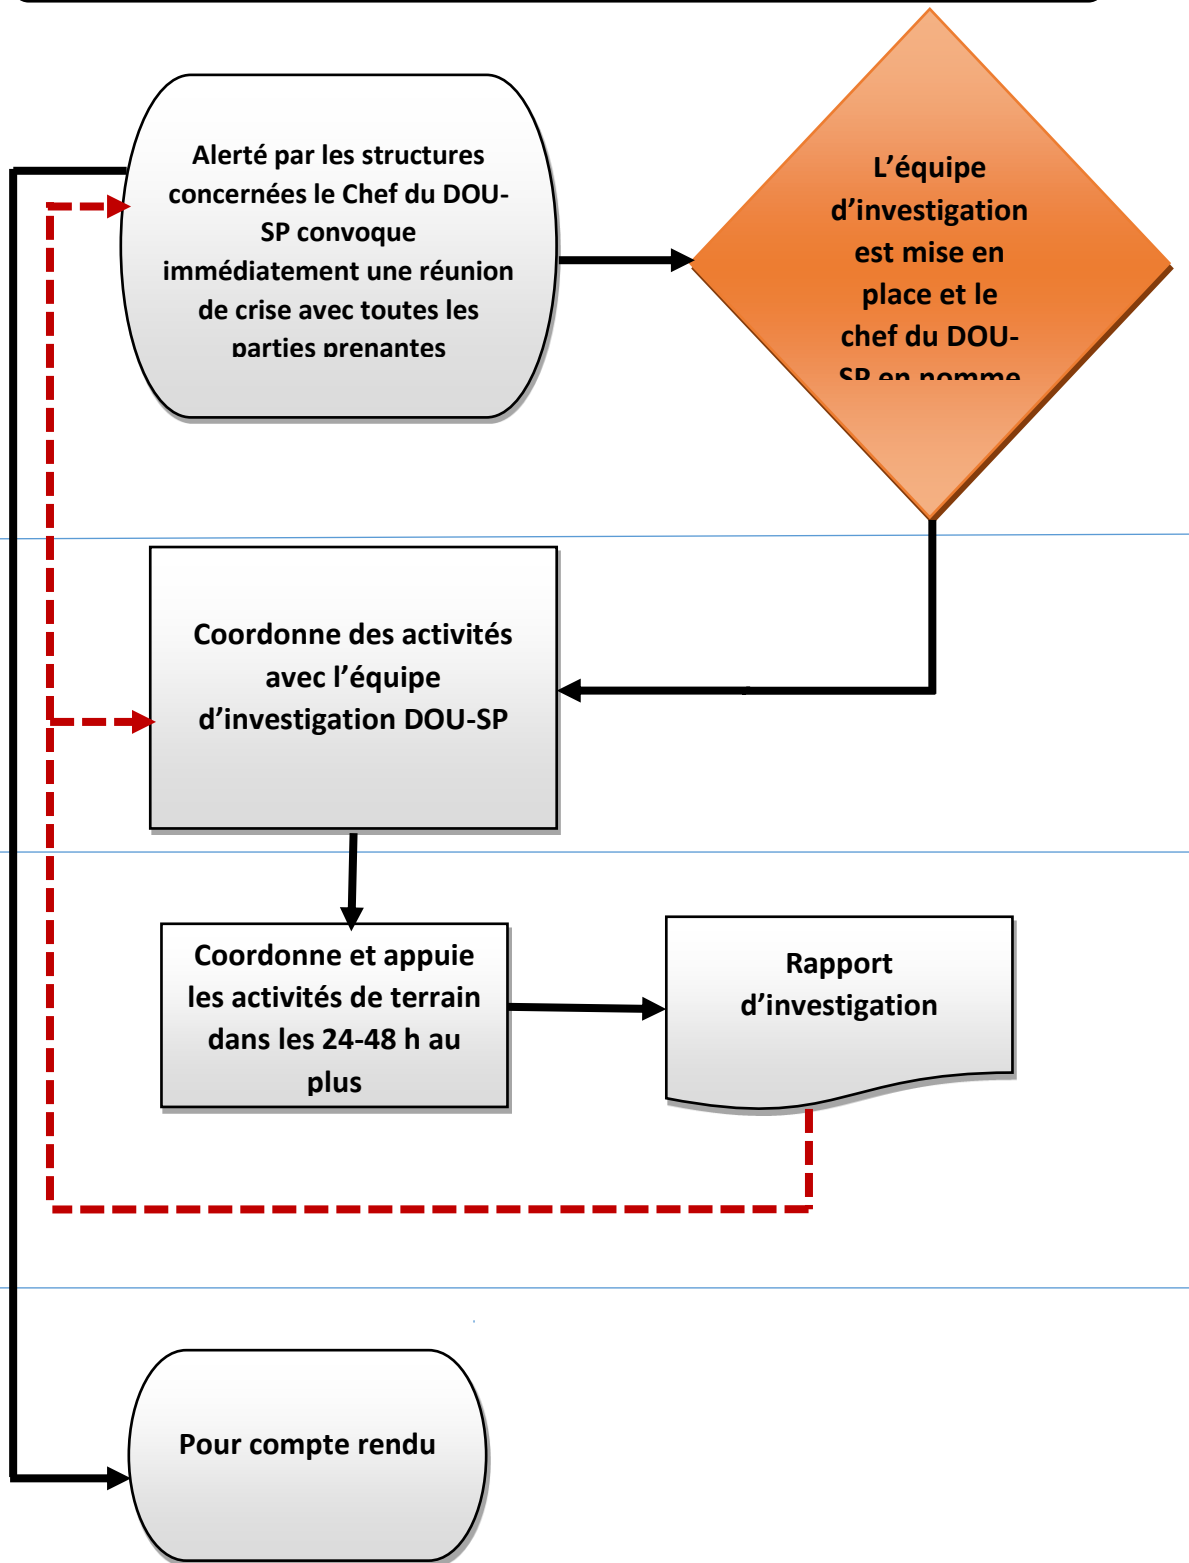 Alerté par les structures
concernées le Chef du DOU-
SP convoque
immédiatement une réunion
de crise avec toutes les
parties prenantes
L’équipe
d’investigation
est mise en
place et le
chef du DOU-
SP en nomme
Coordonne des activités
avec l’équipe
d’investigation DOU-SP
Coordonne et appuie
les activités de terrain
dans les 24-48 h au
plus
Rapport
d’investigation
Pour compte rendu